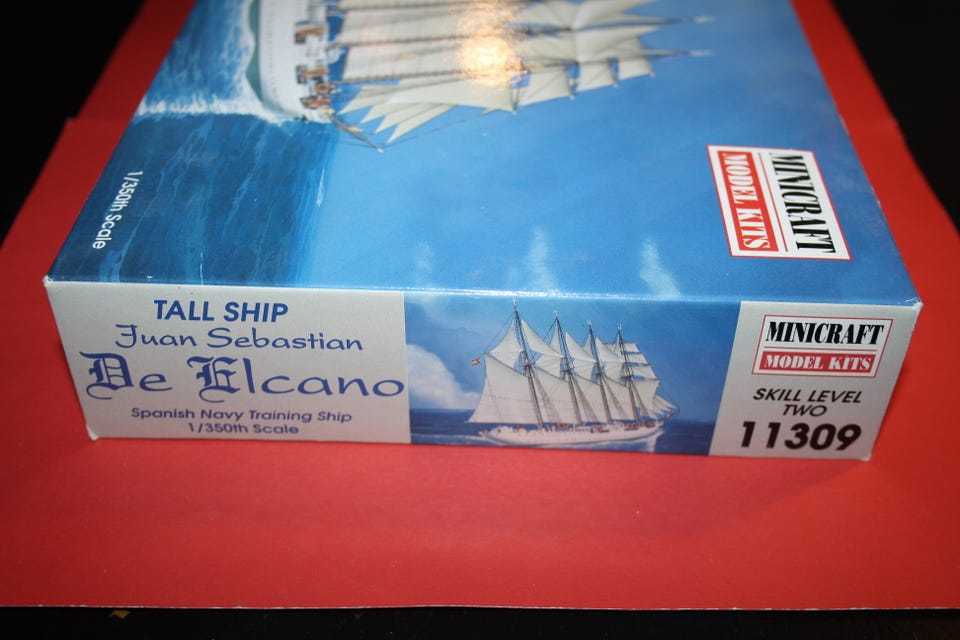 1/350th Scale
MINICRAFT
MODEL KITS
TALL SHIP
Juan Sebastian
De Elcano
Spanish Navy Training Ship
1/350th Scale
MINICRAFT
MODEL KITS
SKILL LEVEL
TWO
11309